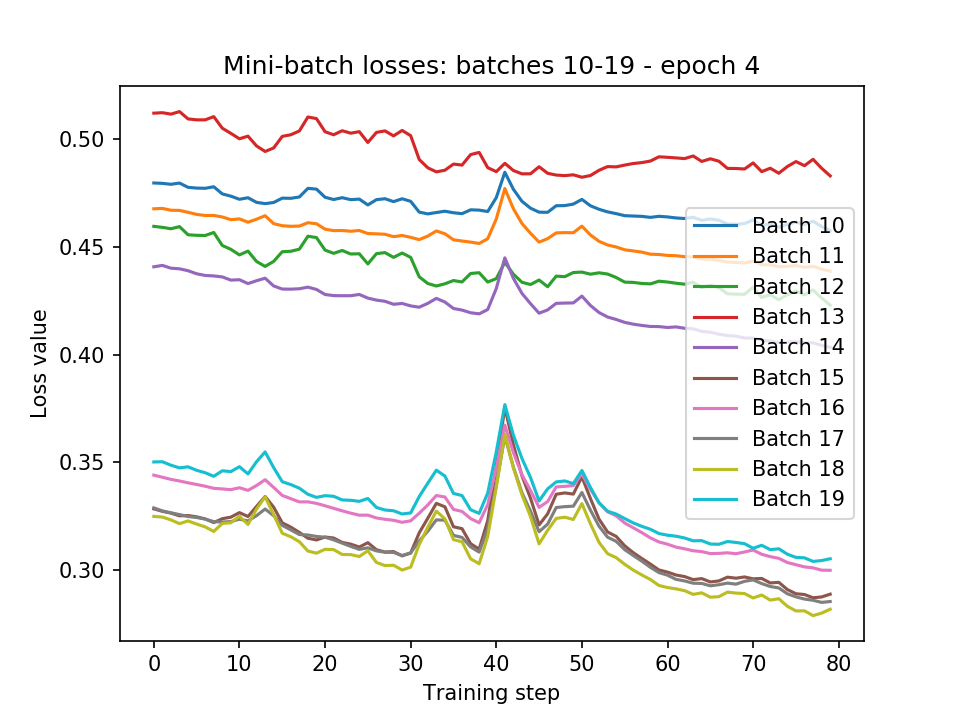 Mini-batch losses: batches 10-19 - epoch 4
Loss value
0.50
0.45
0.40
0.35
0.30
Batch 10
Batch 11
Batch 12
Batch 13
Batch 14
Batch 15
Batch 16
Batch 17
Batch 18
Batch 19
0 10 20 30 40 50 60 70 80
Training step